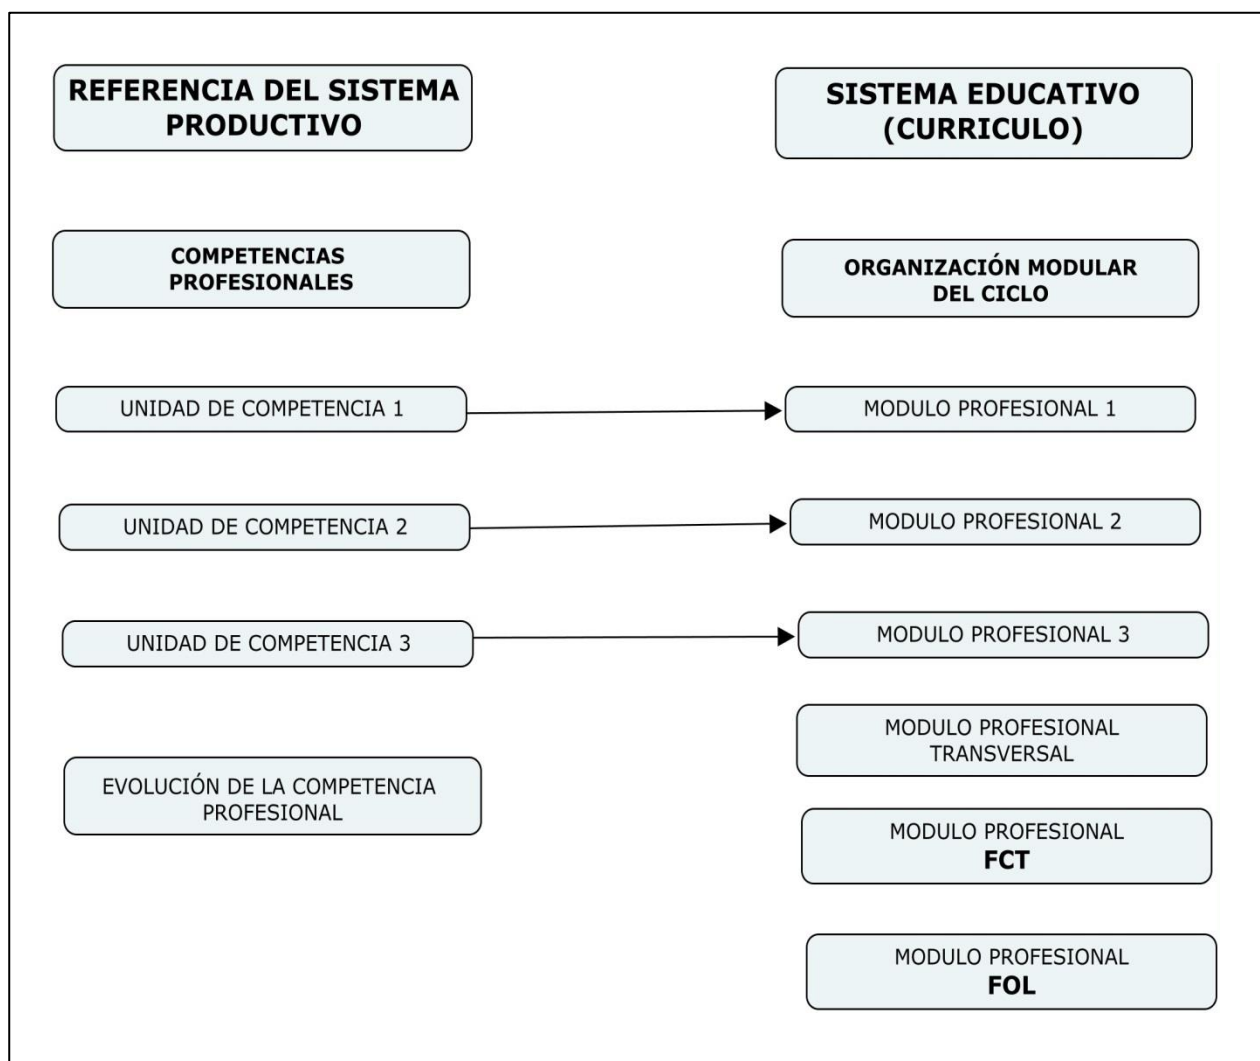 REFERENCIA DEL SISTEMA
PRODUCTIVO
SISTEMA EDUCATIVO
(CURRICULO)
COMPETENCIAS
PROFESIONALES
ORGANIZACIÓN MODULAR
DEL CICLO
UNIDAD DE COMPETENCIA 1
MODULO PROFESIONAL 1
UNIDAD DE COMPETENCIA 2
MODULO PROFESIONAL 2
UNIDAD DE COMPETENCIA 3
MODULO PROFESIONAL 3
MODULO PROFESIONAL
TRANSVERSAL
EVOLUCIÓN DE LA COMPETENCIA
PROFESIONAL
MODULO PROFESIONAL
FCT
MODULO PROFESIONAL
FOL